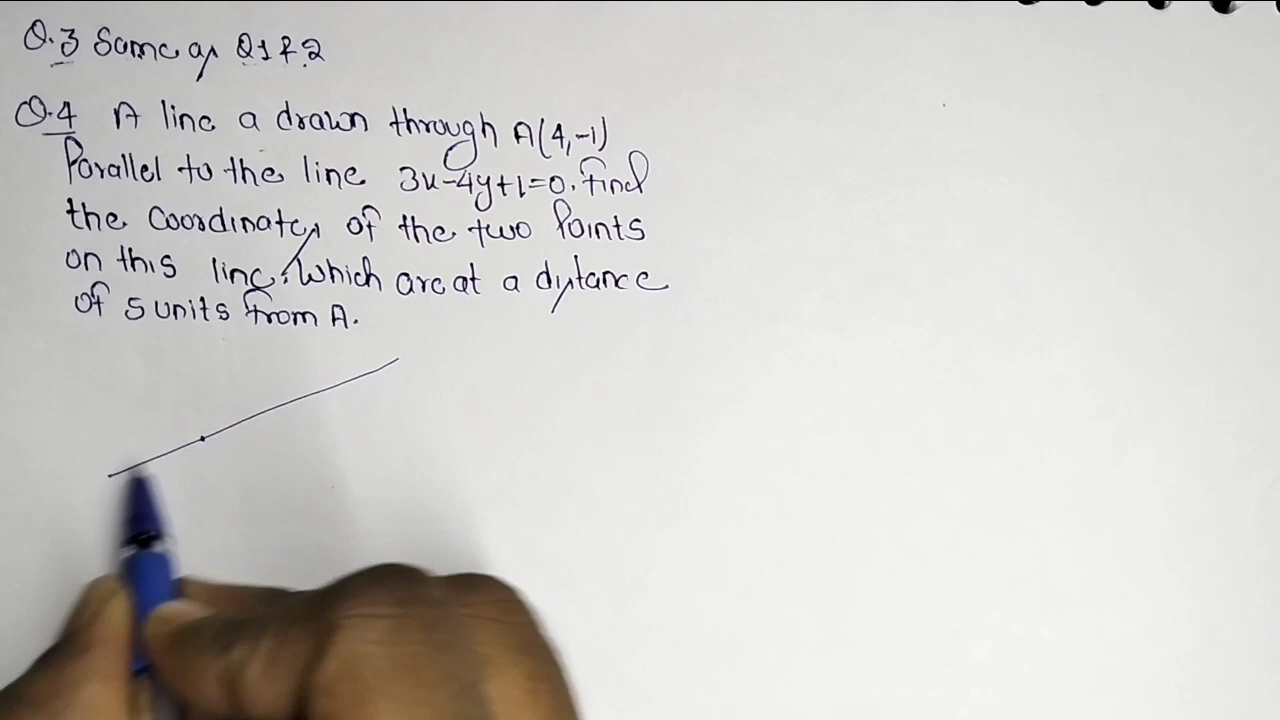 Q.3 Same as Q1 & 2
Q.4 A line a drawn through A(4,-1)
Parallel to the line 3x-4y+1=0. find
the Coordinates of the two Points
on this line, Which are at a distance
of 5 units from A.